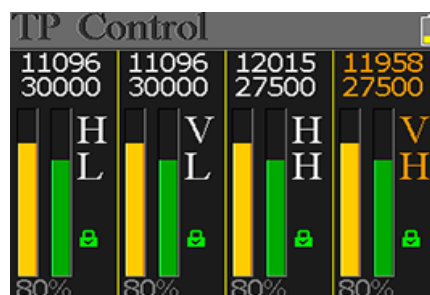 TP Control
11096 11096 12015 11958
30000 30000 27500 27500
H V H V
L L H H
80% 80% 80% 80%